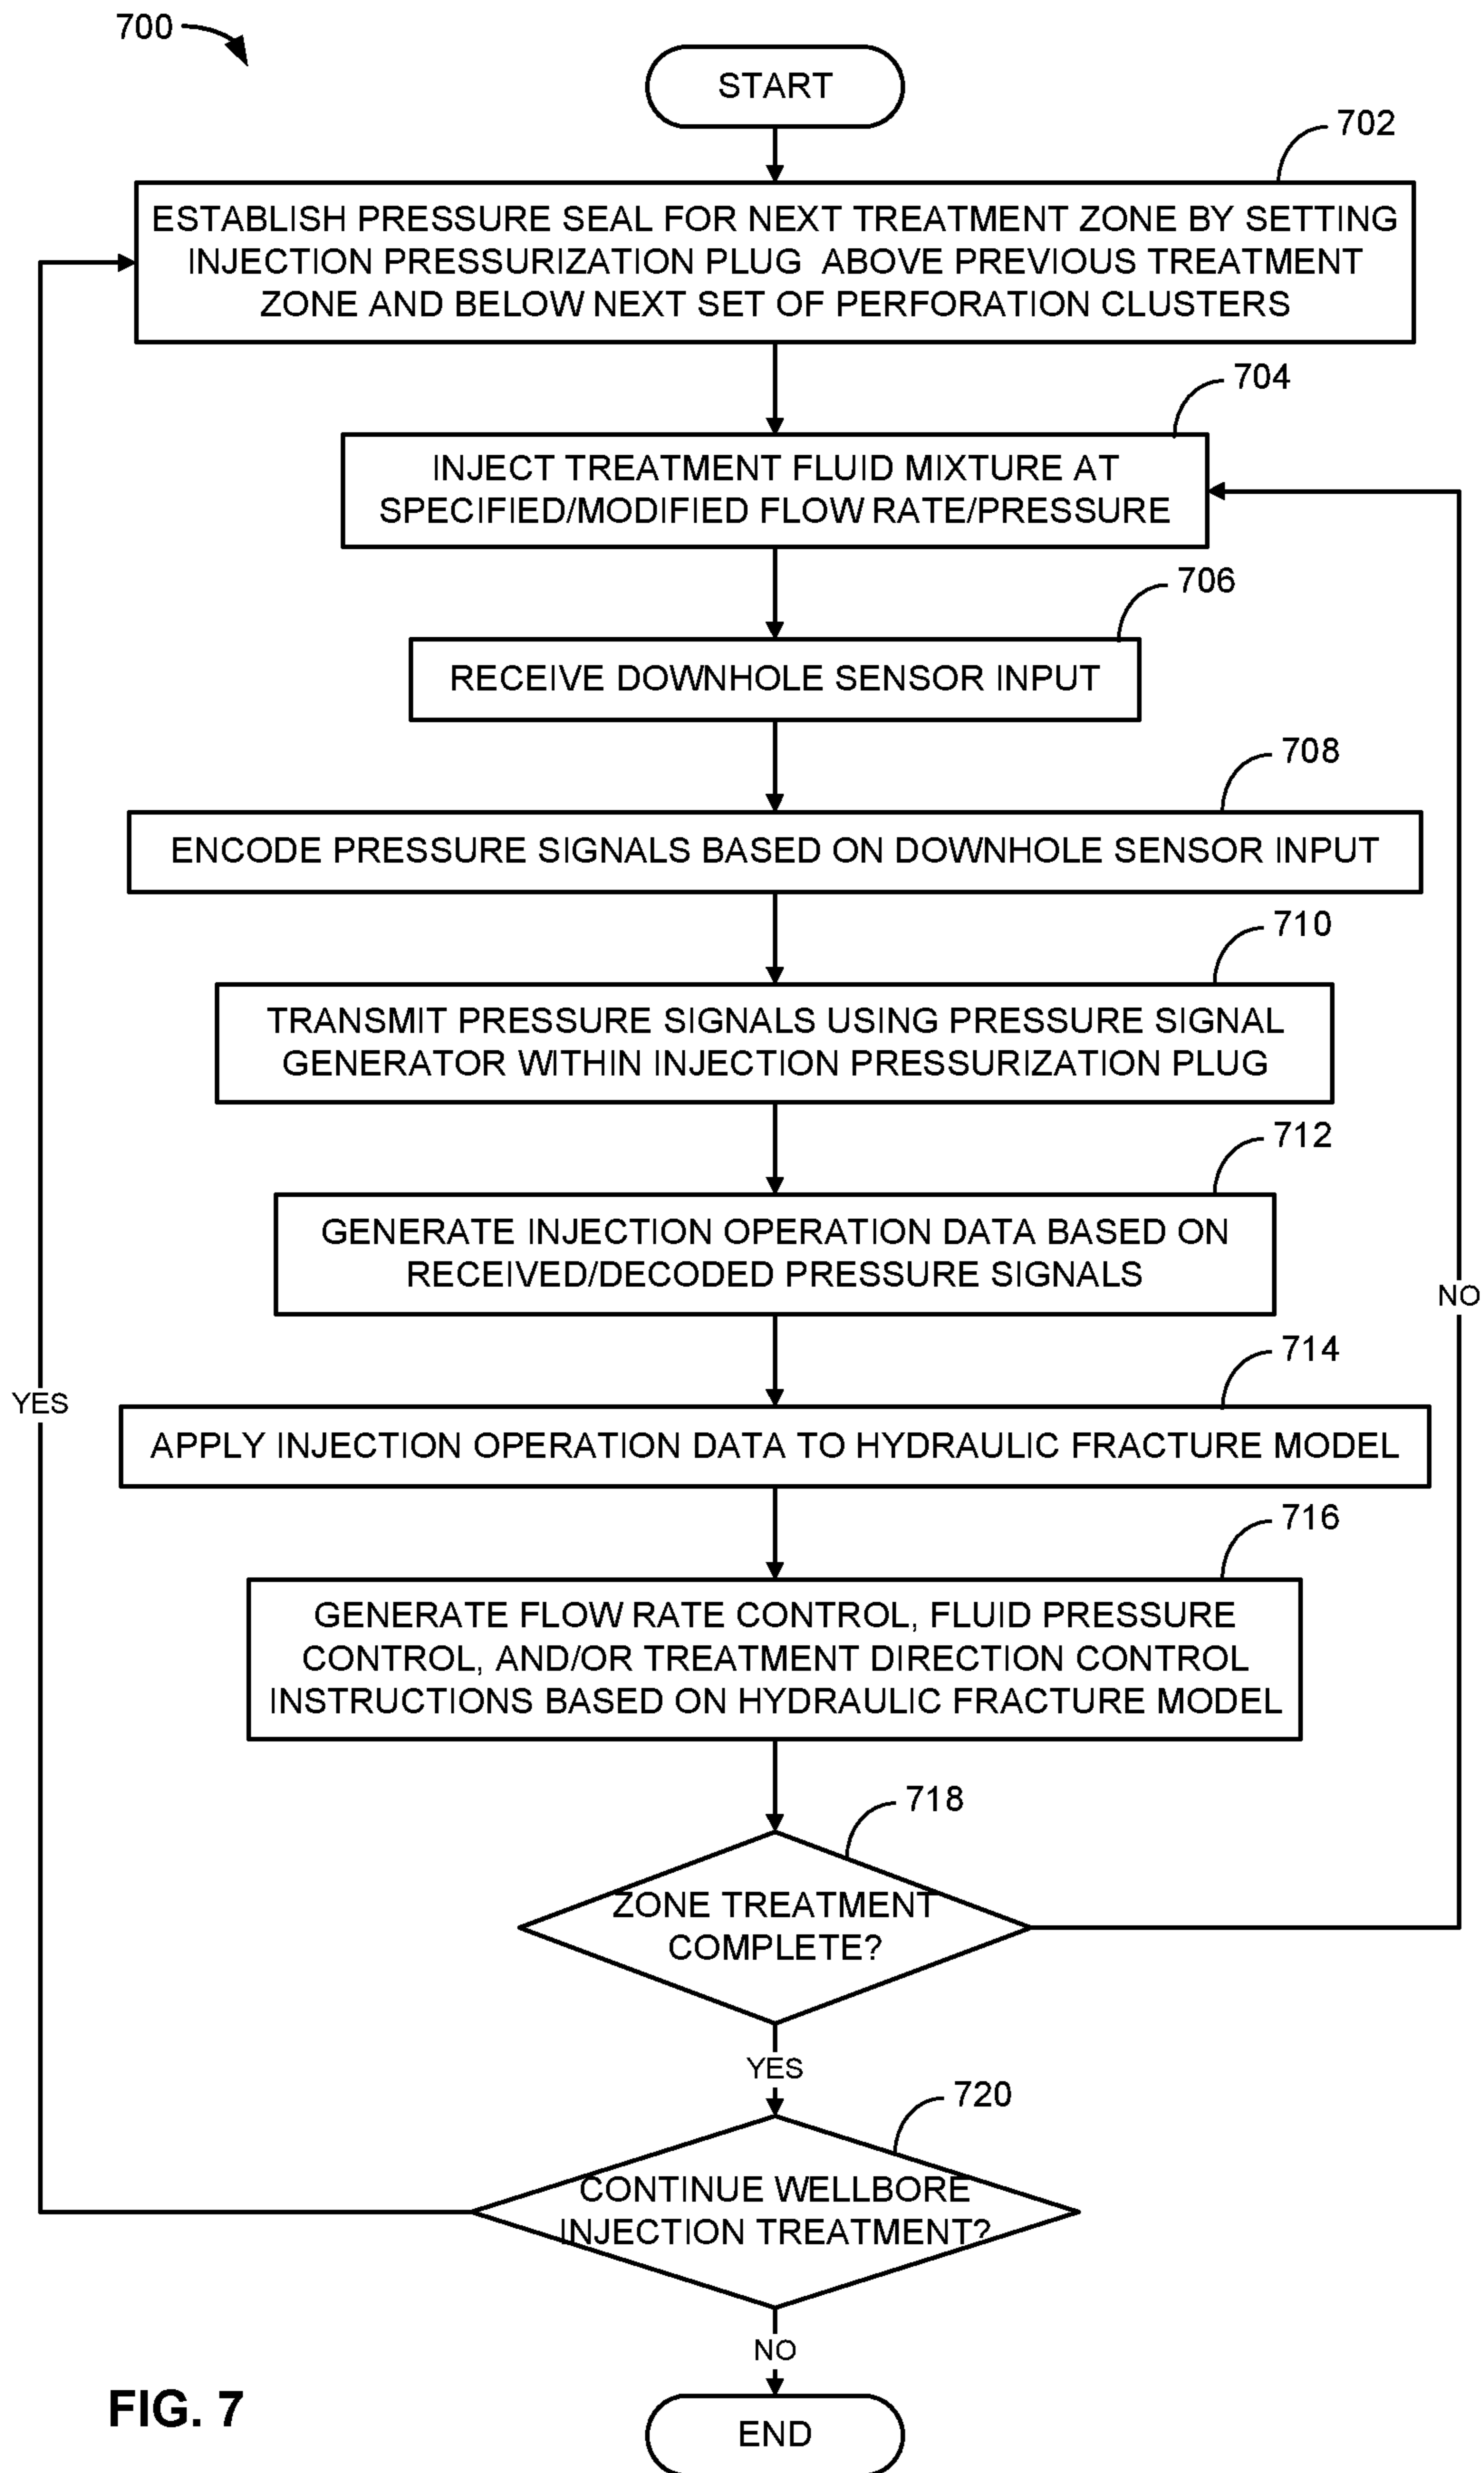 700
START
702
ESTABLISH PRESSURE SEAL FOR NEXT TREATMENT ZONE BY SETTING
INJECTION PRESSURIZATION PLUG ABOVE PREVIOUS TREATMENT
ZONE AND BELOW NEXT SET OF PERFORATION CLUSTERS
704
INJECT TREATMENT FLUID MIXTURE AT
SPECIFIED/MODIFIED FLOW RATE/PRESSURE
706
RECEIVE DOWNHOLE SENSOR INPUT
708
ENCODE PRESSURE SIGNALS BASED ON DOWNHOLE SENSOR INPUT
710
TRANSMIT PRESSURE SIGNALS USING PRESSURE SIGNAL
GENERATOR WITHIN INJECTION PRESSURIZATION PLUG
712
GENERATE INJECTION OPERATION DATA BASED ON
RECEIVED/DECODED PRESSURE SIGNALS
NO
714
YES
APPLY INJECTION OPERATION DATA TO HYDRAULIC FRACTURE MODEL
716
GENERATE FLOW RATE CONTROL, FLUID PRESSURE
CONTROL, AND/OR TREATMENT DIRECTION CONTROL
INSTRUCTIONS BASED ON HYDRAULIC FRACTURE MODEL
718
ZONE TREATMENT
COMPLETE?
YES
720
CONTINUE WELLBORE
INJECTION TREATMENT?
NO
FIG. 7
END